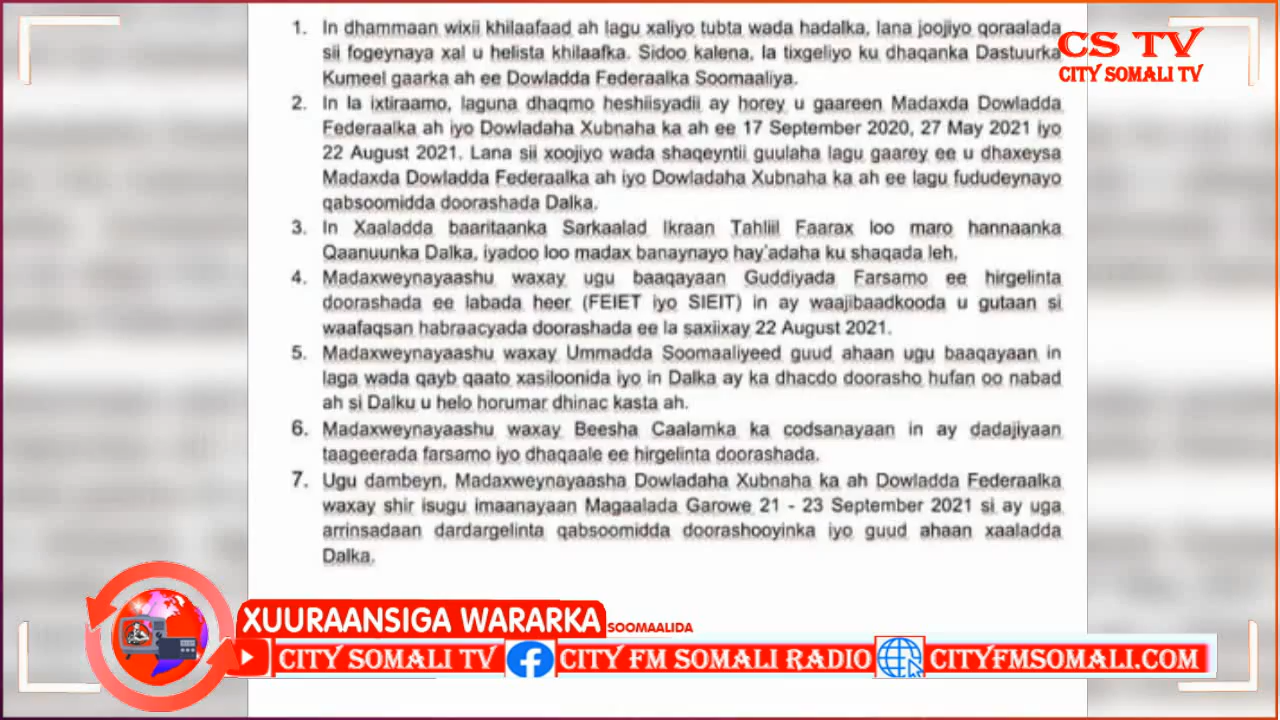 1. In dhammaan wixii khilaafaad ah lagu xaliyo tubta wada hadalka, lana joojiyo qoraalada
sii fogeynaya xal u helista khilaafka. Sidoo kalena, la tixgeliyo ku dhaqanka Dastuurka
Kumeel gaarka ah ee Dowladda Federaalka Soomaaliya.
2. In la ixtiraamo, laguna dhaqmo heshiisyadii ay horey u gaareen Madaxda Dowladda
Federaalka ah iyo Dowladaha Xubnaha ka ah ee 17 September 2020, 27 May 2021 iyo
22 August 2021. Lana sii xoojiyo wada shaqeyntii guulaha lagu gaarey ee u dhaxeysa
Madaxda Dowladda Federaalka ah iyo Dowladaha Xubnaha ka ah ee lagu fududeynayo
qabsoomidda doorashada Dalka.
3. In Xaaladda baaritaanka Sarkaalad Ikraan Tahliil Faarax loo maro hannaanka
Qaanuunka Dalka, iyadoo loo madax banaynayo hay'adaha ku shaqada leh.
4. Madaxweynayaashu waxay ugu baaqayaan Guddiyada Farsamo ee hirgelinta
doorashada ee labada heer (FEIET iyo SIEIT) in ay waajibaadkooda u gutaan si
waafaqsan habraacyada doorashada ee la saxiixay 22 August 2021.
5. Madaxweynayaashu waxay Ummadda Soomaaliyeed guud ahaan ugu baaqayaan in
laga wada qayb qaato xasiloonida iyo in Dalka ay ka dhacdo doorasho hufan oo nabad
ah si Dalku u helo horumar dhinac kasta ah.
6. Madaxweynayaashu waxay Beesha Caalamka ka codsanayaan in ay dadajiyaan
taageerada farsamo iyo dhaqaale ee hirgelinta doorashada.
7. Ugu dambeyn, Madaxweynayaasha Dowladaha Xubnaha ka ah Dowladda Federaalka
waxay shir isugu imaanayaan Magaalada Garowe 21 - 23 September 2021 si ay uga
arrinsadaan dardargelinta qabsoomidda doorashooyinka iyo guud ahaan xaaladda
Dalka.
CS TV
CITY SOMALI TV
XUURAANSIGA WARARKA
SOOMAALIDA
CITY SOMALI TV CITY FM SOMALI RADIO CITYFMSOMALI.COM